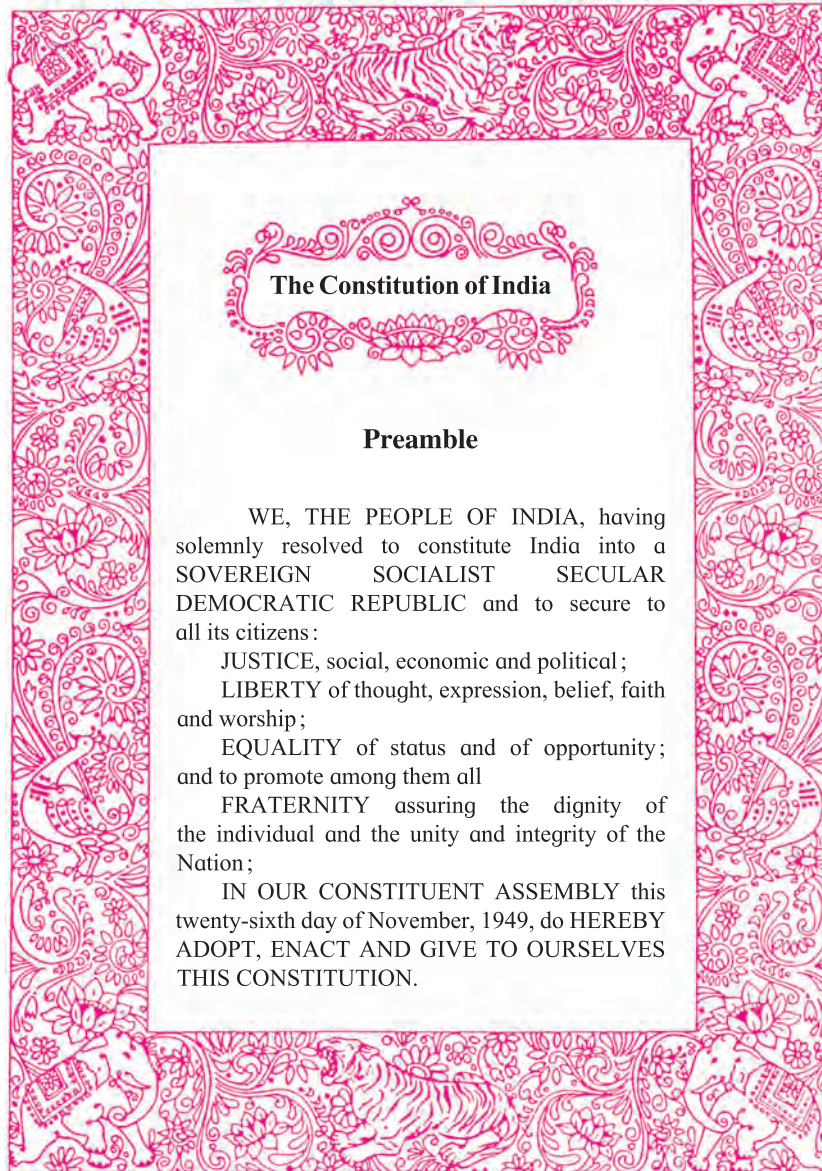 The Constitution of India
Preamble
WE, THE PEOPLE OF INDIA, having
solemnly resolved to constitute India into a
SOVEREIGN SOCIALIST SECULAR
DEMOCRATIC REPUBLIC and to secure to
all its citizens:
JUSTICE, social, economic and political;
LIBERTY of thought, expression, belief, faith
and worship;
EQUALITY of status and of opportunity;
and to promote among them all
FRATERNITY assuring the dignity of
the individual and the unity and integrity of the
Nation;
IN OUR CONSTITUENT ASSEMBLY this
twenty-sixth day of November, 1949, do HEREBY
ADOPT, ENACT AND GIVE TO OURSELVES
THIS CONSTITUTION.